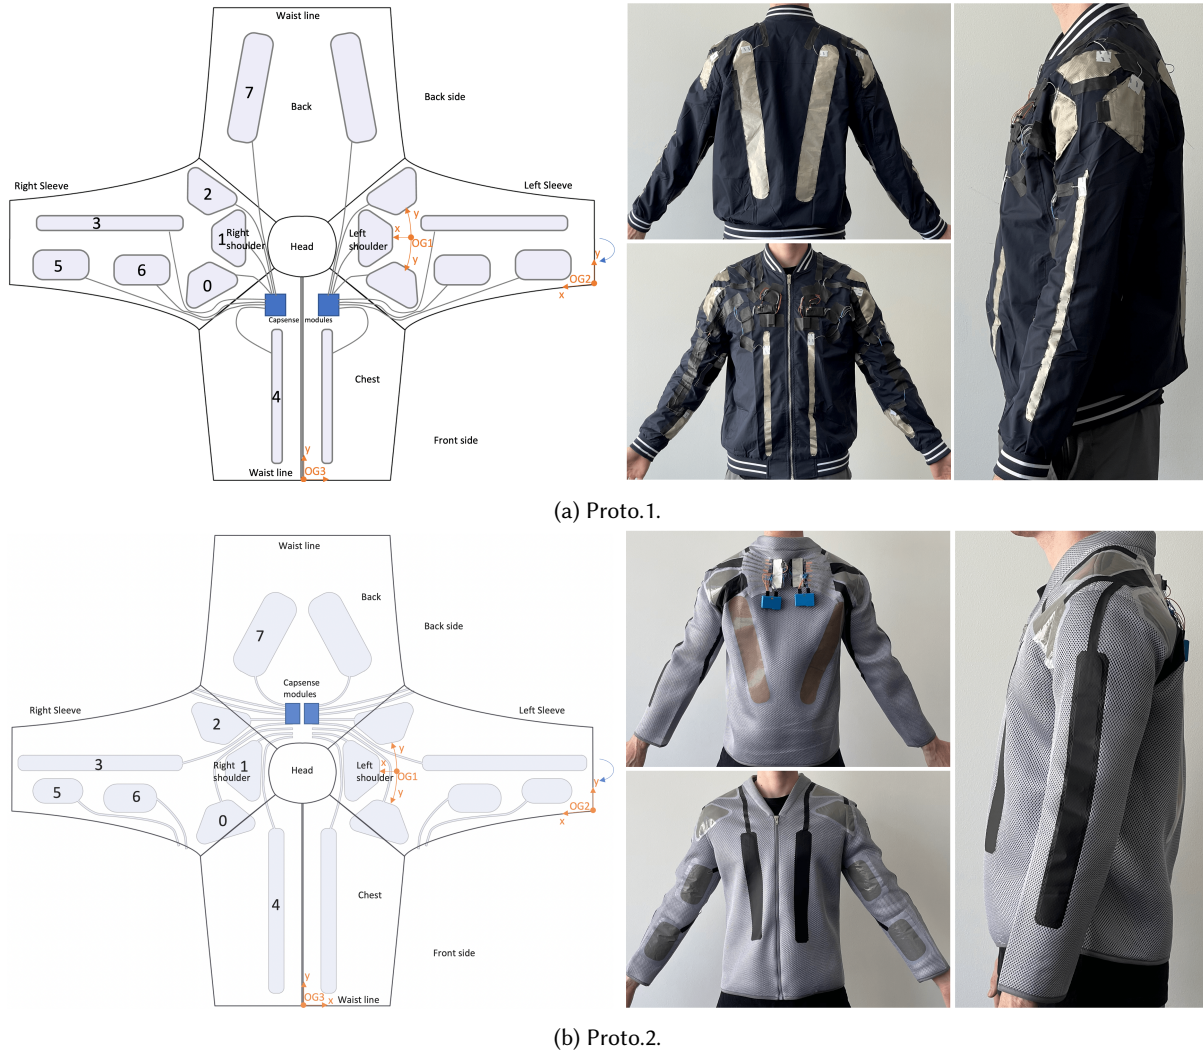 Waist line
7
Back
Back side
Right Sleeve
2
Left Sleeve
3
y
1
Right
shoulder
Head
Left
shoulder
x
OG1
y
5
6
0
y
OG2
x
Capsense modules
Chest
4
Front side
y
Waist line
OG3
(a) Proto.1.
Waist line
Back
7
Back side
Capsense
modules
Right Sleeve
Left Sleeve
2
y
3
Right
shoulder
1
Head
Left
shoulder
x
OG1
y
5
6
y
OG2
x
0
Chest
4
Front side
y
OG3
x
Waist line
(b) Proto.2.